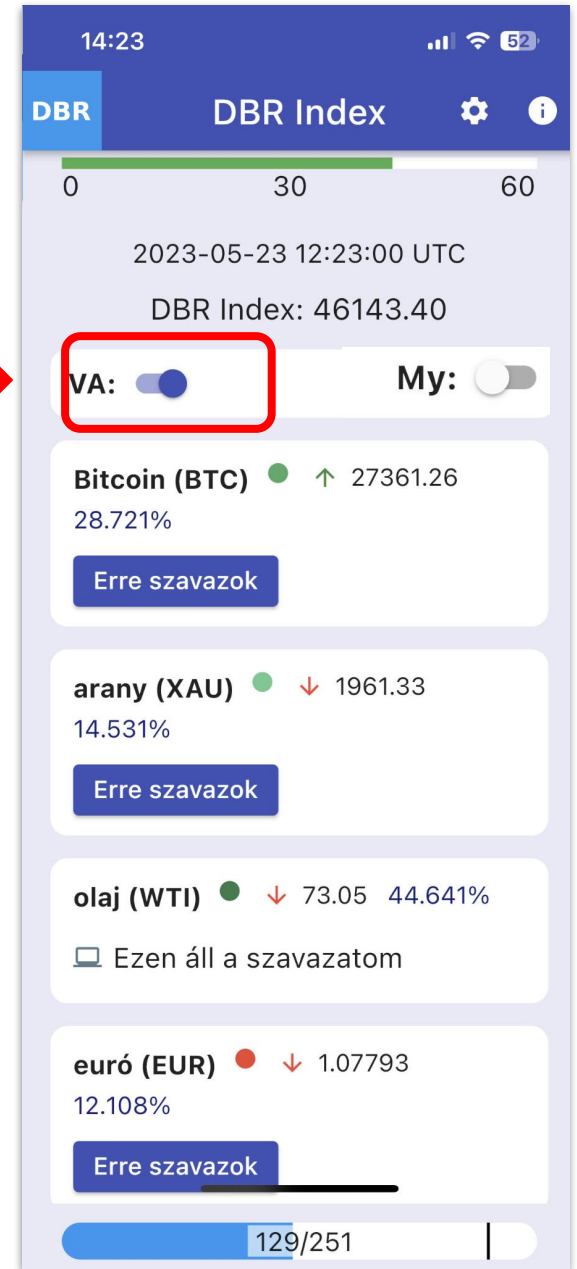 14:23 52
DBR DBR Index
0 30 60
2023-05-23 12:23:00 UTC
DBR Index: 46143.40
VA: My:
Bitcoin (BTC) ↑ 27361.26
28.721%
Erre szavazok
arany (XAU) ↓ 1961.33
14.531%
Erre szavazok
olaj (WTI) ↓ 73.05 44.641%
Ezen áll a szavazatom
euró (EUR) ↓ 1.07793
12.108%
Erre szavazok
129/251